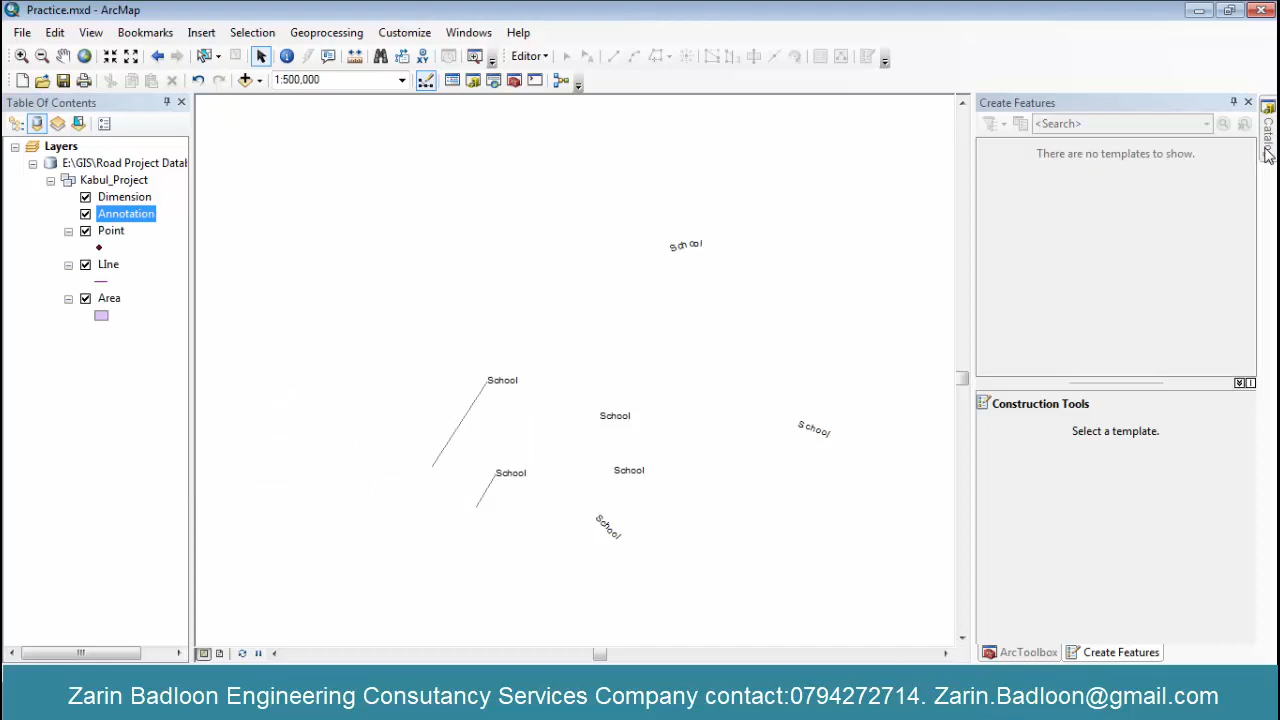 Practice.mxd - ArcMap
File Edit View Bookmarks Insert Selection Geoprocessing Customize Windows Help
Editor
1:500,000
Table Of Contents
Layers
E:\GIS\Road Project Datab
Kabul_Project
Dimension
Annotation
Point
LIne
Area
School
School
School
School
School
School
School
Create Features
<Search>
There are no templates to show.
Construction Tools
Select a template.
ArcToolbox
Create Features
Zarin Badloon Engineering Consutancy Services Company contact:0794272714. Zarin.Badloon@gmail.com